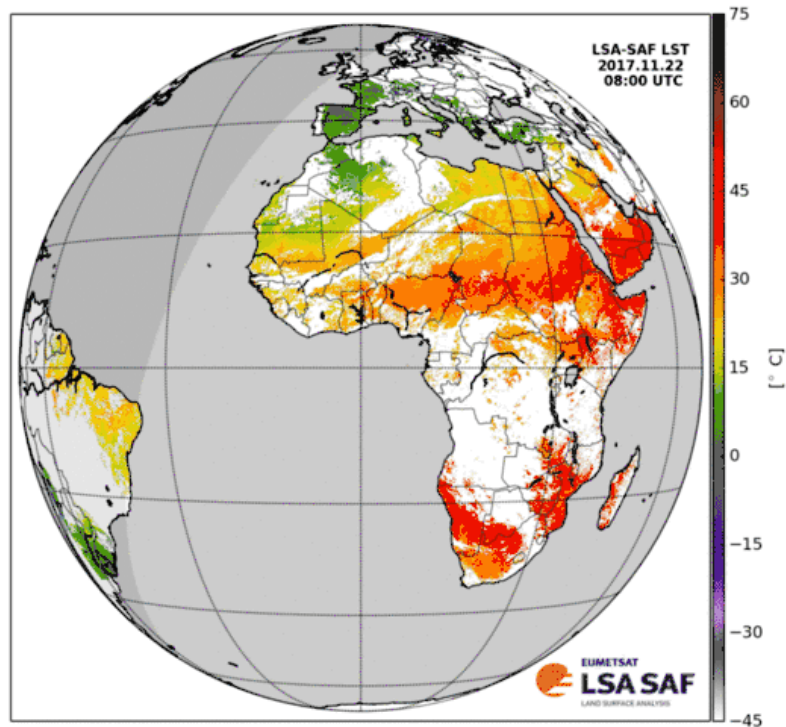 LSA-SAF LST
2017.11.22
08:00 UTC
75
60
45
30
15
0
−15
−30
−45
[° C]
EUMETSAT
LSA SAF
LAND SURFACE ANALYSIS